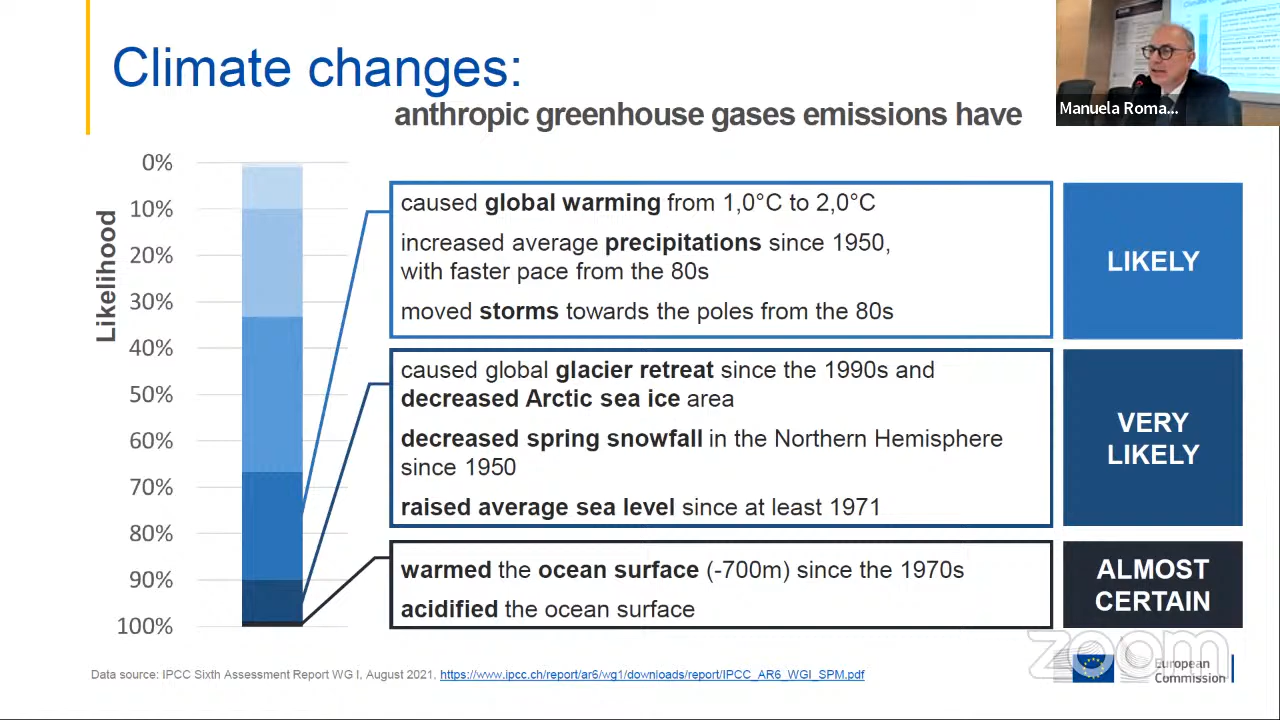 Climate changes:
anthropic greenhouse gases emissions have
Manuela Roma...
Likelihood
0%
10%
20%
30%
40%
50%
60%
70%
80%
90%
100%
caused global warming from 1,0°C to 2,0°C
increased average precipitations since 1950,
with faster pace from the 80s
moved storms towards the poles from the 80s
LIKELY
caused global glacier retreat since the 1990s and
decreased Arctic sea ice area
decreased spring snowfall in the Northern Hemisphere
since 1950
raised average sea level since at least 1971
VERY
LIKELY
warmed the ocean surface (-700m) since the 1970s
acidified the ocean surface
ALMOST
CERTAIN
Data source: IPCC Sixth Assessment Report WGI, August 2021, https://www.ipcc.ch/report/ar6/wg1/downloads/report/IPCC_AR6_WGI_SPM.pdf
zoom
European
Commission